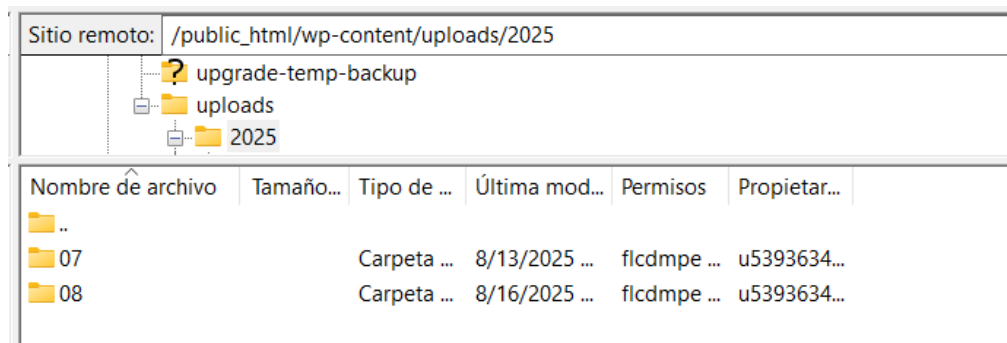 Sitio remoto: /public_html/wp-content/uploads/2025
upgrade-temp-backup
uploads
2025
Nombre de archivo Tamaño... Tipo de ... Última mod... Permisos Propietar...
..
07 Carpeta ... 8/13/2025 ... flcdmpe ... u5393634...
08 Carpeta ... 8/16/2025 ... flcdmpe ... u5393634...